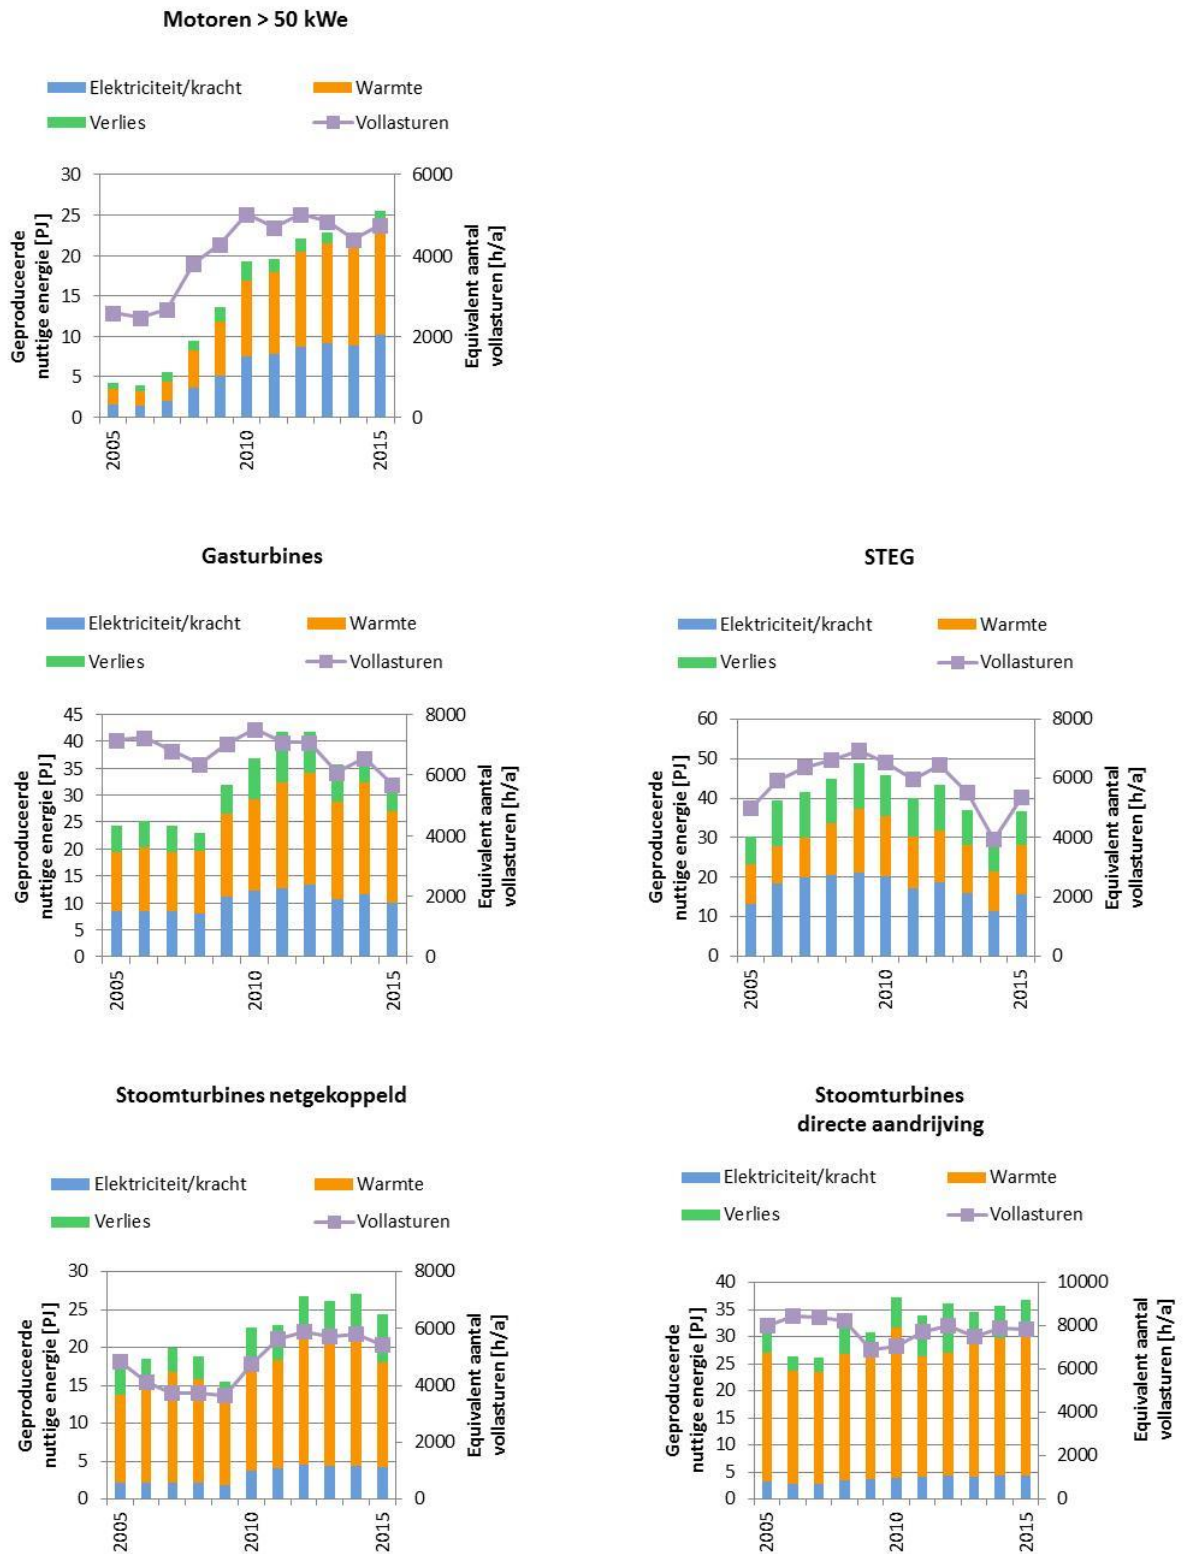 Motoren > 50 kWe
Elektriciteit/kracht
Warmte
Verlies
Vollasturen
30
25
20
15
10
5
0
6000
4000
2000
0
Geproduceerde
nuttige energie [PJ]
Equivalent aantal
vollasturen [h/a]
2005
2010
2015
Gasturbines
Elektriciteit/kracht
Warmte
Verlies
Vollasturen
45
40
35
30
25
20
15
10
5
0
8000
6000
4000
2000
0
Geproduceerde
nuttige energie [PJ]
Equivalent aantal
vollasturen [h/a]
2005
2010
2015
STEG
Elektriciteit/kracht
Warmte
Verlies
Vollasturen
60
50
40
30
20
10
0
8000
6000
4000
2000
0
Geproduceerde
nuttige energie [PJ]
Equivalent aantal
vollasturen [h/a]
2005
2010
2015
Stoomturbines netgekoppeld
Elektriciteit/kracht
Warmte
Verlies
Vollasturen
30
25
20
15
10
5
0
8000
6000
4000
2000
0
Geproduceerde
nuttige energie [PJ]
Equivalent aantal
vollasturen [h/a]
2005
2010
2015
Stoomturbines
directe aandrijving
Elektriciteit/kracht
Warmte
Verlies
Vollasturen
40
35
30
25
20
15
10
5
0
10000
8000
6000
4000
2000
0
Geproduceerde
nuttige energie [PJ]
Equivalent aantal
vollasturen [h/a]
2005
2010
2015